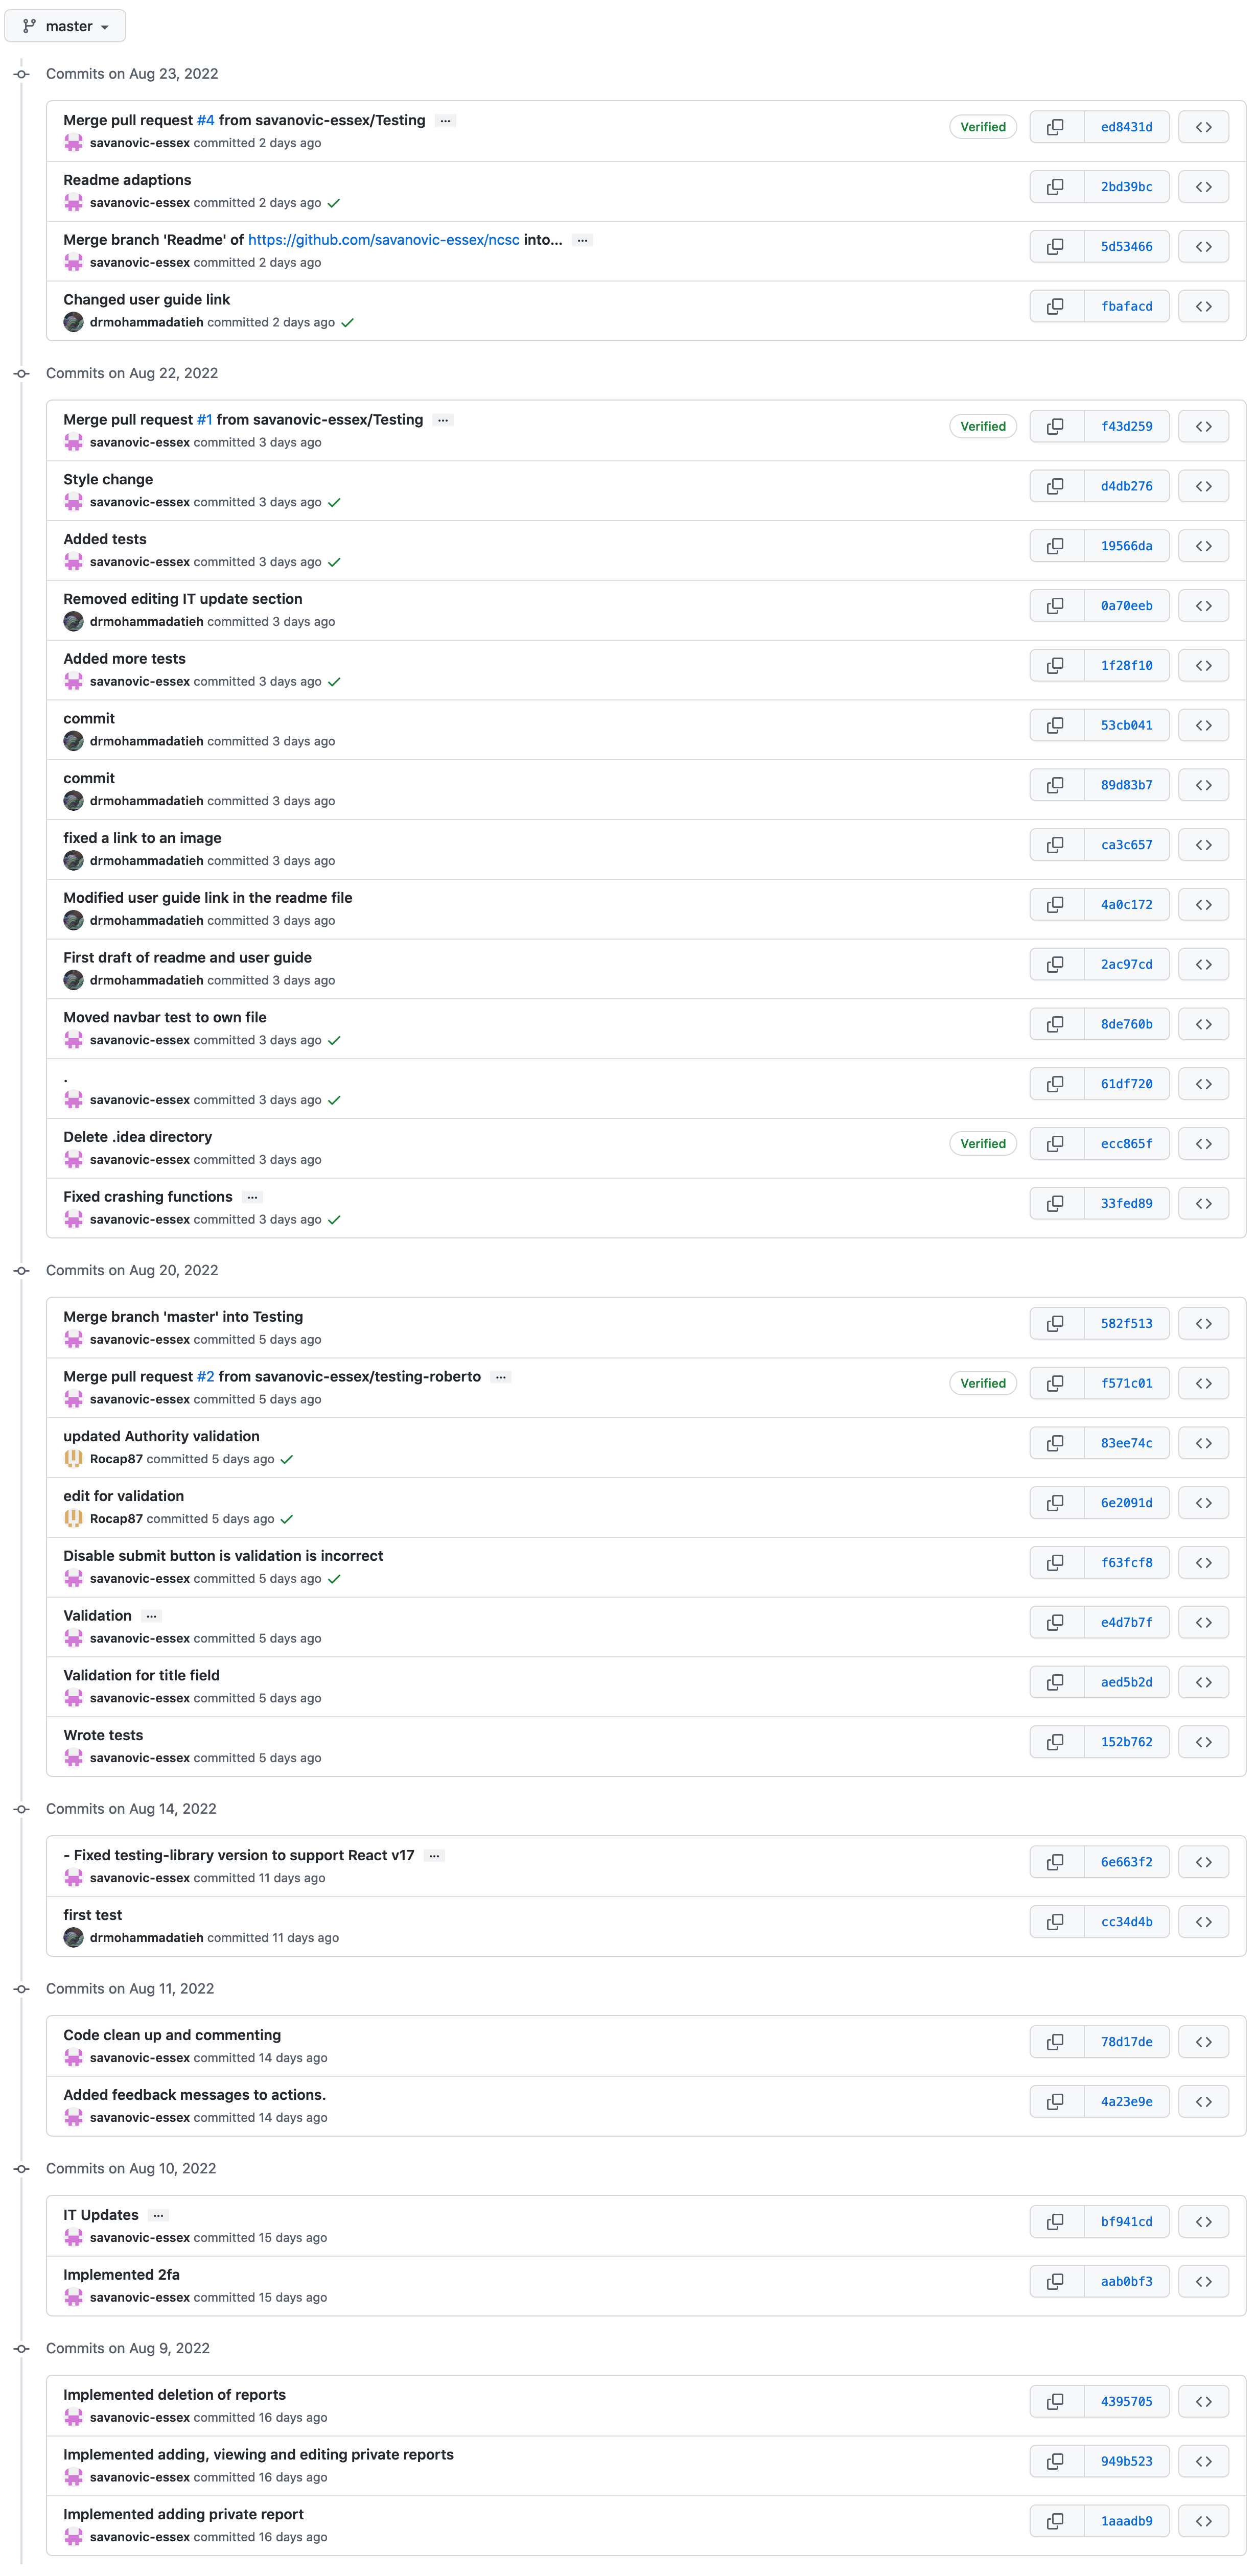 master
Commits on Aug 23, 2022
Merge pull request #4 from savanovic-essex/Testing ...
Verified ed8431d
savanovic-essex committed 2 days ago
Readme adaptions
2bd39bc
savanovic-essex committed 2 days ago
Merge branch 'Readme' of https://github.com/savanovic-essex/ncsc into... ...
5d53466
savanovic-essex committed 2 days ago
Changed user guide link
fbafacd
drmohammadatieh committed 2 days ago
Commits on Aug 22, 2022
Merge pull request #1 from savanovic-essex/Testing ...
Verified f43d259
savanovic-essex committed 3 days ago
Style change
d4db276
savanovic-essex committed 3 days ago
Added tests
19566da
savanovic-essex committed 3 days ago
Removed editing IT update section
0a70eeb
drmohammadatieh committed 3 days ago
Added more tests
1f28f10
savanovic-essex committed 3 days ago
commit
53cb041
drmohammadatieh committed 3 days ago
commit
89d83b7
drmohammadatieh committed 3 days ago
fixed a link to an image
ca3c657
drmohammadatieh committed 3 days ago
Modified user guide link in the readme file
4a0c172
drmohammadatieh committed 3 days ago
First draft of readme and user guide
2ac97cd
drmohammadatieh committed 3 days ago
Moved navbar test to own file
8de760b
savanovic-essex committed 3 days ago
.
61df720
savanovic-essex committed 3 days ago
Delete .idea directory
Verified ecc865f
savanovic-essex committed 3 days ago
Fixed crashing functions ...
33fed89
savanovic-essex committed 3 days ago
Commits on Aug 20, 2022
Merge branch 'master' into Testing
582f513
savanovic-essex committed 5 days ago
Merge pull request #2 from savanovic-essex/testing-roberto ...
Verified f571c01
savanovic-essex committed 5 days ago
updated Authority validation
83ee74c
Rocap87 committed 5 days ago
edit for validation
6e2091d
Rocap87 committed 5 days ago
Disable submit button is validation is incorrect
f63fcf8
savanovic-essex committed 5 days ago
Validation ...
e4d7b7f
savanovic-essex committed 5 days ago
Validation for title field
aed5b2d
savanovic-essex committed 5 days ago
Wrote tests
152b762
savanovic-essex committed 5 days ago
Commits on Aug 14, 2022
- Fixed testing-library version to support React v17 ...
6e663f2
savanovic-essex committed 11 days ago
first test
cc34d4b
drmohammadatieh committed 11 days ago
Commits on Aug 11, 2022
Code clean up and commenting
78d17de
savanovic-essex committed 14 days ago
Added feedback messages to actions.
4a23e9e
savanovic-essex committed 14 days ago
Commits on Aug 10, 2022
IT Updates ...
bf941cd
savanovic-essex committed 15 days ago
Implemented 2fa
aab0bf3
savanovic-essex committed 15 days ago
Commits on Aug 9, 2022
Implemented deletion of reports
4395705
savanovic-essex committed 16 days ago
Implemented adding, viewing and editing private reports
949b523
savanovic-essex committed 16 days ago
Implemented adding private report
1aaadb9
savanovic-essex committed 16 days ago